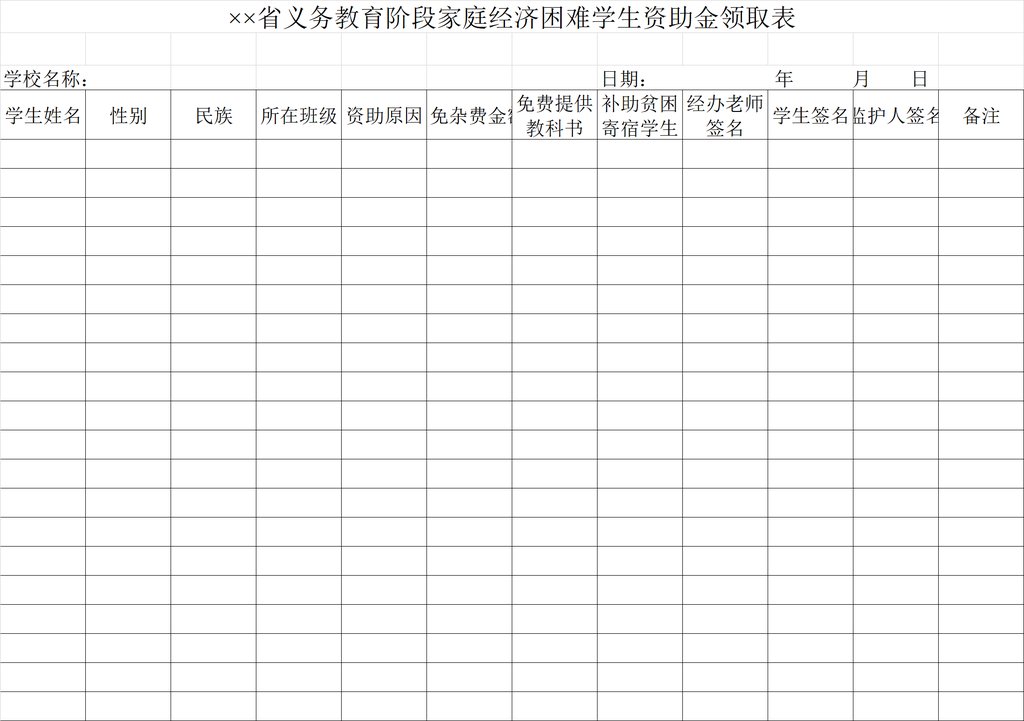 ××省义务教育阶段家庭经济困难学生资助金领取表
学校名称： 日期： 年 月 日
学生姓名 性别 民族 所在班级 资助原因 免杂费金 免费提供教科书 补助贫困寄宿学生 经办老师签名 学生签名 监护人签名 备注